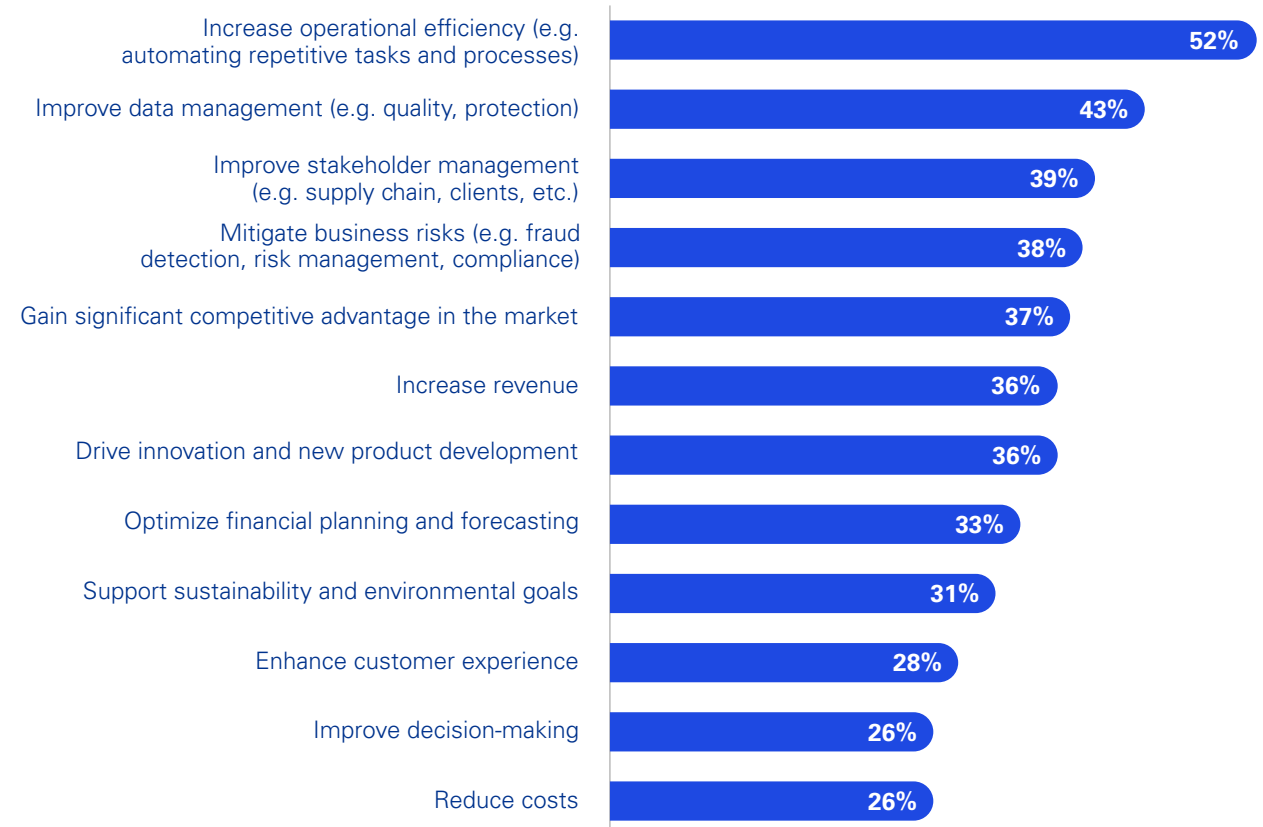 Increase operational efficiency (e.g.
automating repetitive tasks and processes)
52%
Improve data management (e.g. quality, protection)
43%
Improve stakeholder management
(e.g. supply chain, clients, etc.)
39%
Mitigate business risks (e.g. fraud
detection, risk management, compliance)
38%
Gain significant competitive advantage in the market
37%
Increase revenue
36%
Drive innovation and new product development
36%
Optimize financial planning and forecasting
33%
Support sustainability and environmental goals
31%
Enhance customer experience
28%
Improve decision-making
26%
Reduce costs
26%